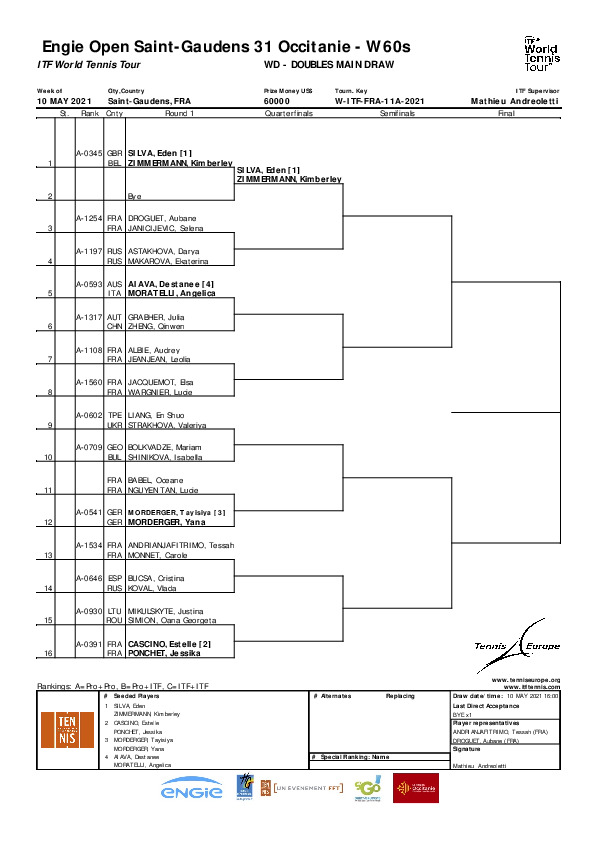 Engie Open Saint-Gaudens 31 Occitanie - W60s
ITF World Tennis Tour WD - DOUBLES MAIN DRAW
ITF World Tennis Tour
Week of City,Country Prize Money US$ Tourn. Key ITF Supervisor
10 MAY 2021 Saint-Gaudens, FRA 60000 W-ITF-FRA-11A-2021 Mathieu Andreoletti
St. Rank Cnty Round 1 Quarterfinals Semifinals Final
A-0345 GBR SILVA, Eden [1]
1 BEL ZIMMERMANN, Kimberley
SILVA, Eden [1]
ZIMMERMANN, Kimberley
2 Bye
A-1254 FRA DROGUET, Aubane
3 FRA JANICIJEVIC, Selena
A-1197 RUS ASTAKHOVA, Darya
4 RUS MAKAROVA, Ekaterina
A-0593 AUS AIAVA, Destanee [4]
5 ITA MORATELLI, Angelica
A-1317 AUT GRABHER, Julia
6 CHN ZHENG, Qinwen
A-1108 FRA ALBIE, Audrey
7 FRA JEANJEAN, Leolia
A-1560 FRA JACQUEMOT, Elsa
8 FRA WARGNIER, Lucie
A-0602 TPE LIANG, En Shuo
9 UKR STRAKHOVA, Valeriya
A-0709 GEO BOLKVADZE, Mariam
10 BUL SHINIKOVA, Isabella
FRA BABEL, Oceane
11 FRA NGUYEN TAN, Lucie
A-0541 GER MORDERGER, Tayisiya [3]
12 GER MORDERGER, Yana
A-1534 FRA ANDRIANJAFITRIMO, Tessah
13 FRA MONNET, Carole
A-0646 ESP BUCSA, Cristina
14 RUS KOVAL, Vlada
A-0930 LTU MIKULSKYTE, Justina
15 ROU SIMION, Oana Georgeta
A-0391 FRA CASCINO, Estelle [2]
16 FRA PONCHET, Jessika
Tennis Europe
www.tenniseurope.org
www.itftennis.com
Rankings: A=Pro+Pro, B=Pro+ITF, C=ITF+ITF
# Seeded Players # Alternates Replacing Draw date/time: 10 MAY 2021 16:00
1 SILVA, Eden
ZIMMERMANN, Kimberley
2 CASCINO, Estelle
PONCHET, Jessika
3 MORDERGER, Tayisiya
MORDERGER, Yana
4 AIAVA, Destanee
MORATELLI, Angelica
# Special Ranking: Name
Last Direct Acceptance
BYE x1
Player representatives
ANDRIANJAFITRIMO, Tessah (FRA)
DROGUET, Aubane (FRA)
Signature
Mathieu Andreoletti
TEN
NIS
ENGIE
[UN EVENEMENT FFT]
GO
Occitanie